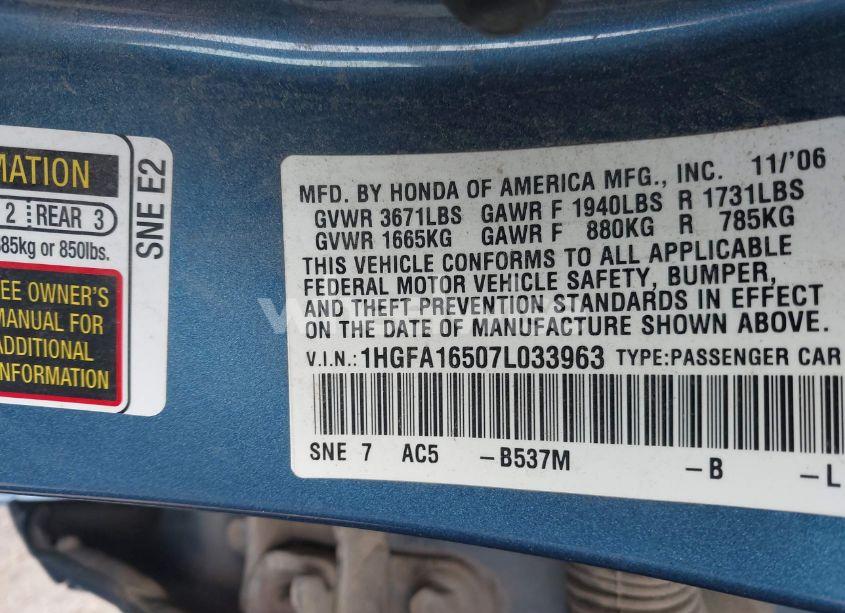 MATION
2 REAR 3
85kg or 850lbs.
EE OWNER'S
MANUAL FOR
ADDITIONAL
INFORMATION
SNE E2
MFD. BY HONDA OF AMERICA MFG., INC. 11/'06
GVWR 3671LBS GAWR F 1940LBS R 1731LBS
GVWR 1665KG GAWR F 880KG R 785KG
THIS VEHICLE CONFORMS TO ALL APPLICABLE
FEDERAL MOTOR VEHICLE SAFETY, BUMPER,
AND THEFT PREVENTION STANDARDS IN EFFECT
ON THE DATE OF MANUFACTURE SHOWN ABOVE.
V.I.N.: 1HGFA16507L033963 TYPE:PASSENGER CAR
SNE 7 AC5 -B537M -B -L